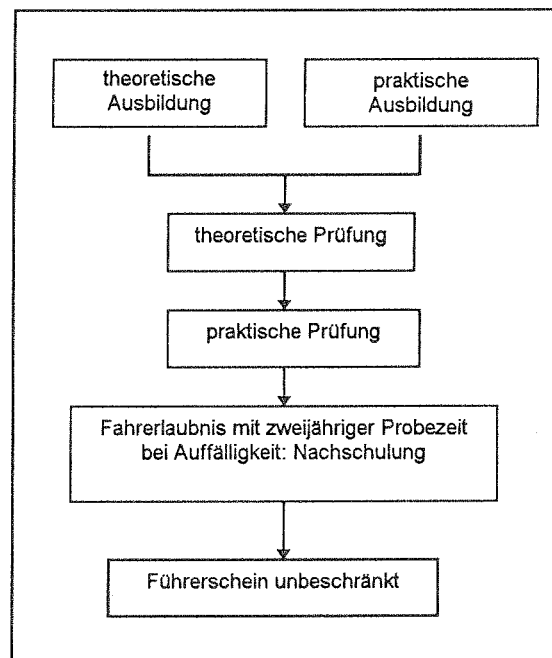 theoretische
Ausbildung
praktische
Ausbildung
theoretische Prüfung
praktische Prüfung
Fahrerlaubnis mit zweijähriger Probezeit
bei Auffälligkeit: Nachschulung
Führerschein unbeschränkt